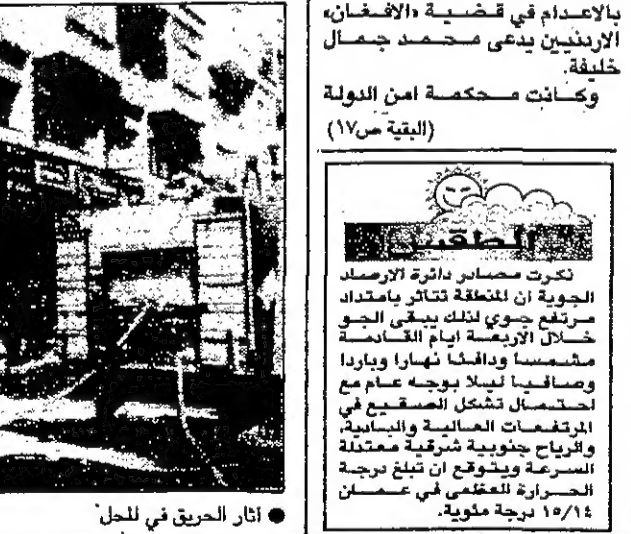 بالاعدام في قضية «الافغان»
الاردنيين يدعى محمد جمال
خليفة.
وكانت محكمة امن الدولة
(البقية ص١٧)
الطقس
ذكرت مصادر دائرة الارصاد
الجوية ان المنطقة تتاثر بامتداد
مرتفع جوي لذلك يبقى الجو
خلال الاربعة ايام القادمة
مشمسا ودافئا نهارا وباردا
وصافيا ليلا بوجه عام مع
احتمال تشكل الصقيع في
المرتفعات العالية والبادية،
والرياح جنوبية شرقية معتدلة
السرعة ويتوقع ان تبلغ درجة
الحرارة العظمى في عمان
١٥/١٤ درجة مئوية.
● آثار الحريق في المحل